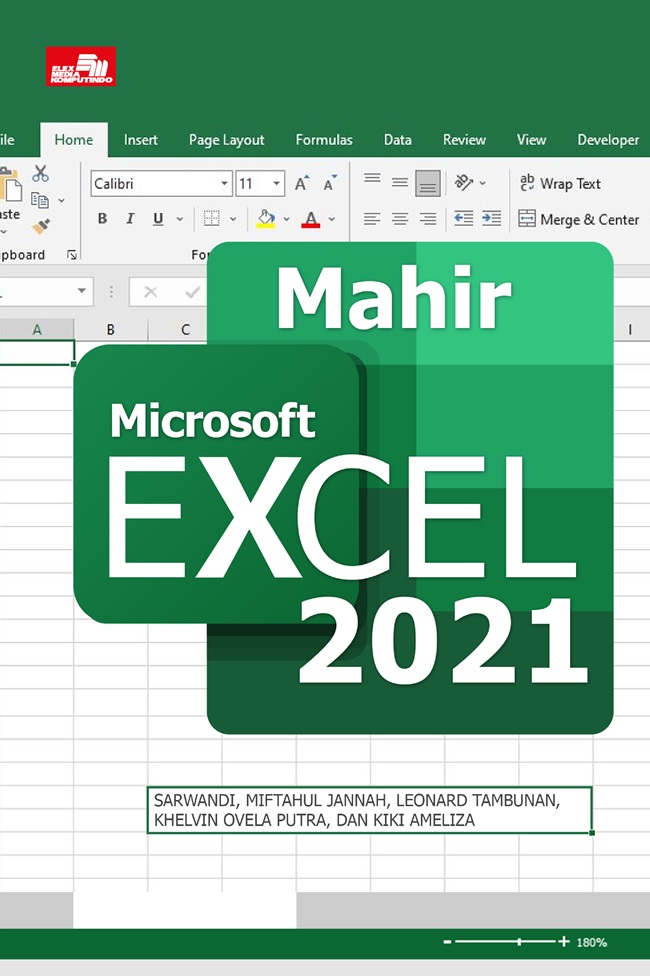 ELEX
MEDIA
KOMPUTINDO
ile Home Insert Page Layout Formulas Data Review View Developer
Calibri 11 A A ab Wrap Text
aste B I U A c Merge & Center
pboard Fo
A B C I
Mahir
Microsoft
EXCEL
2021
SARWANDI, MIFTAHUL JANNAH, LEONARD TAMBUNAN,
KHELVIN OVELA PUTRA, DAN KIKI AMELIZA
180%